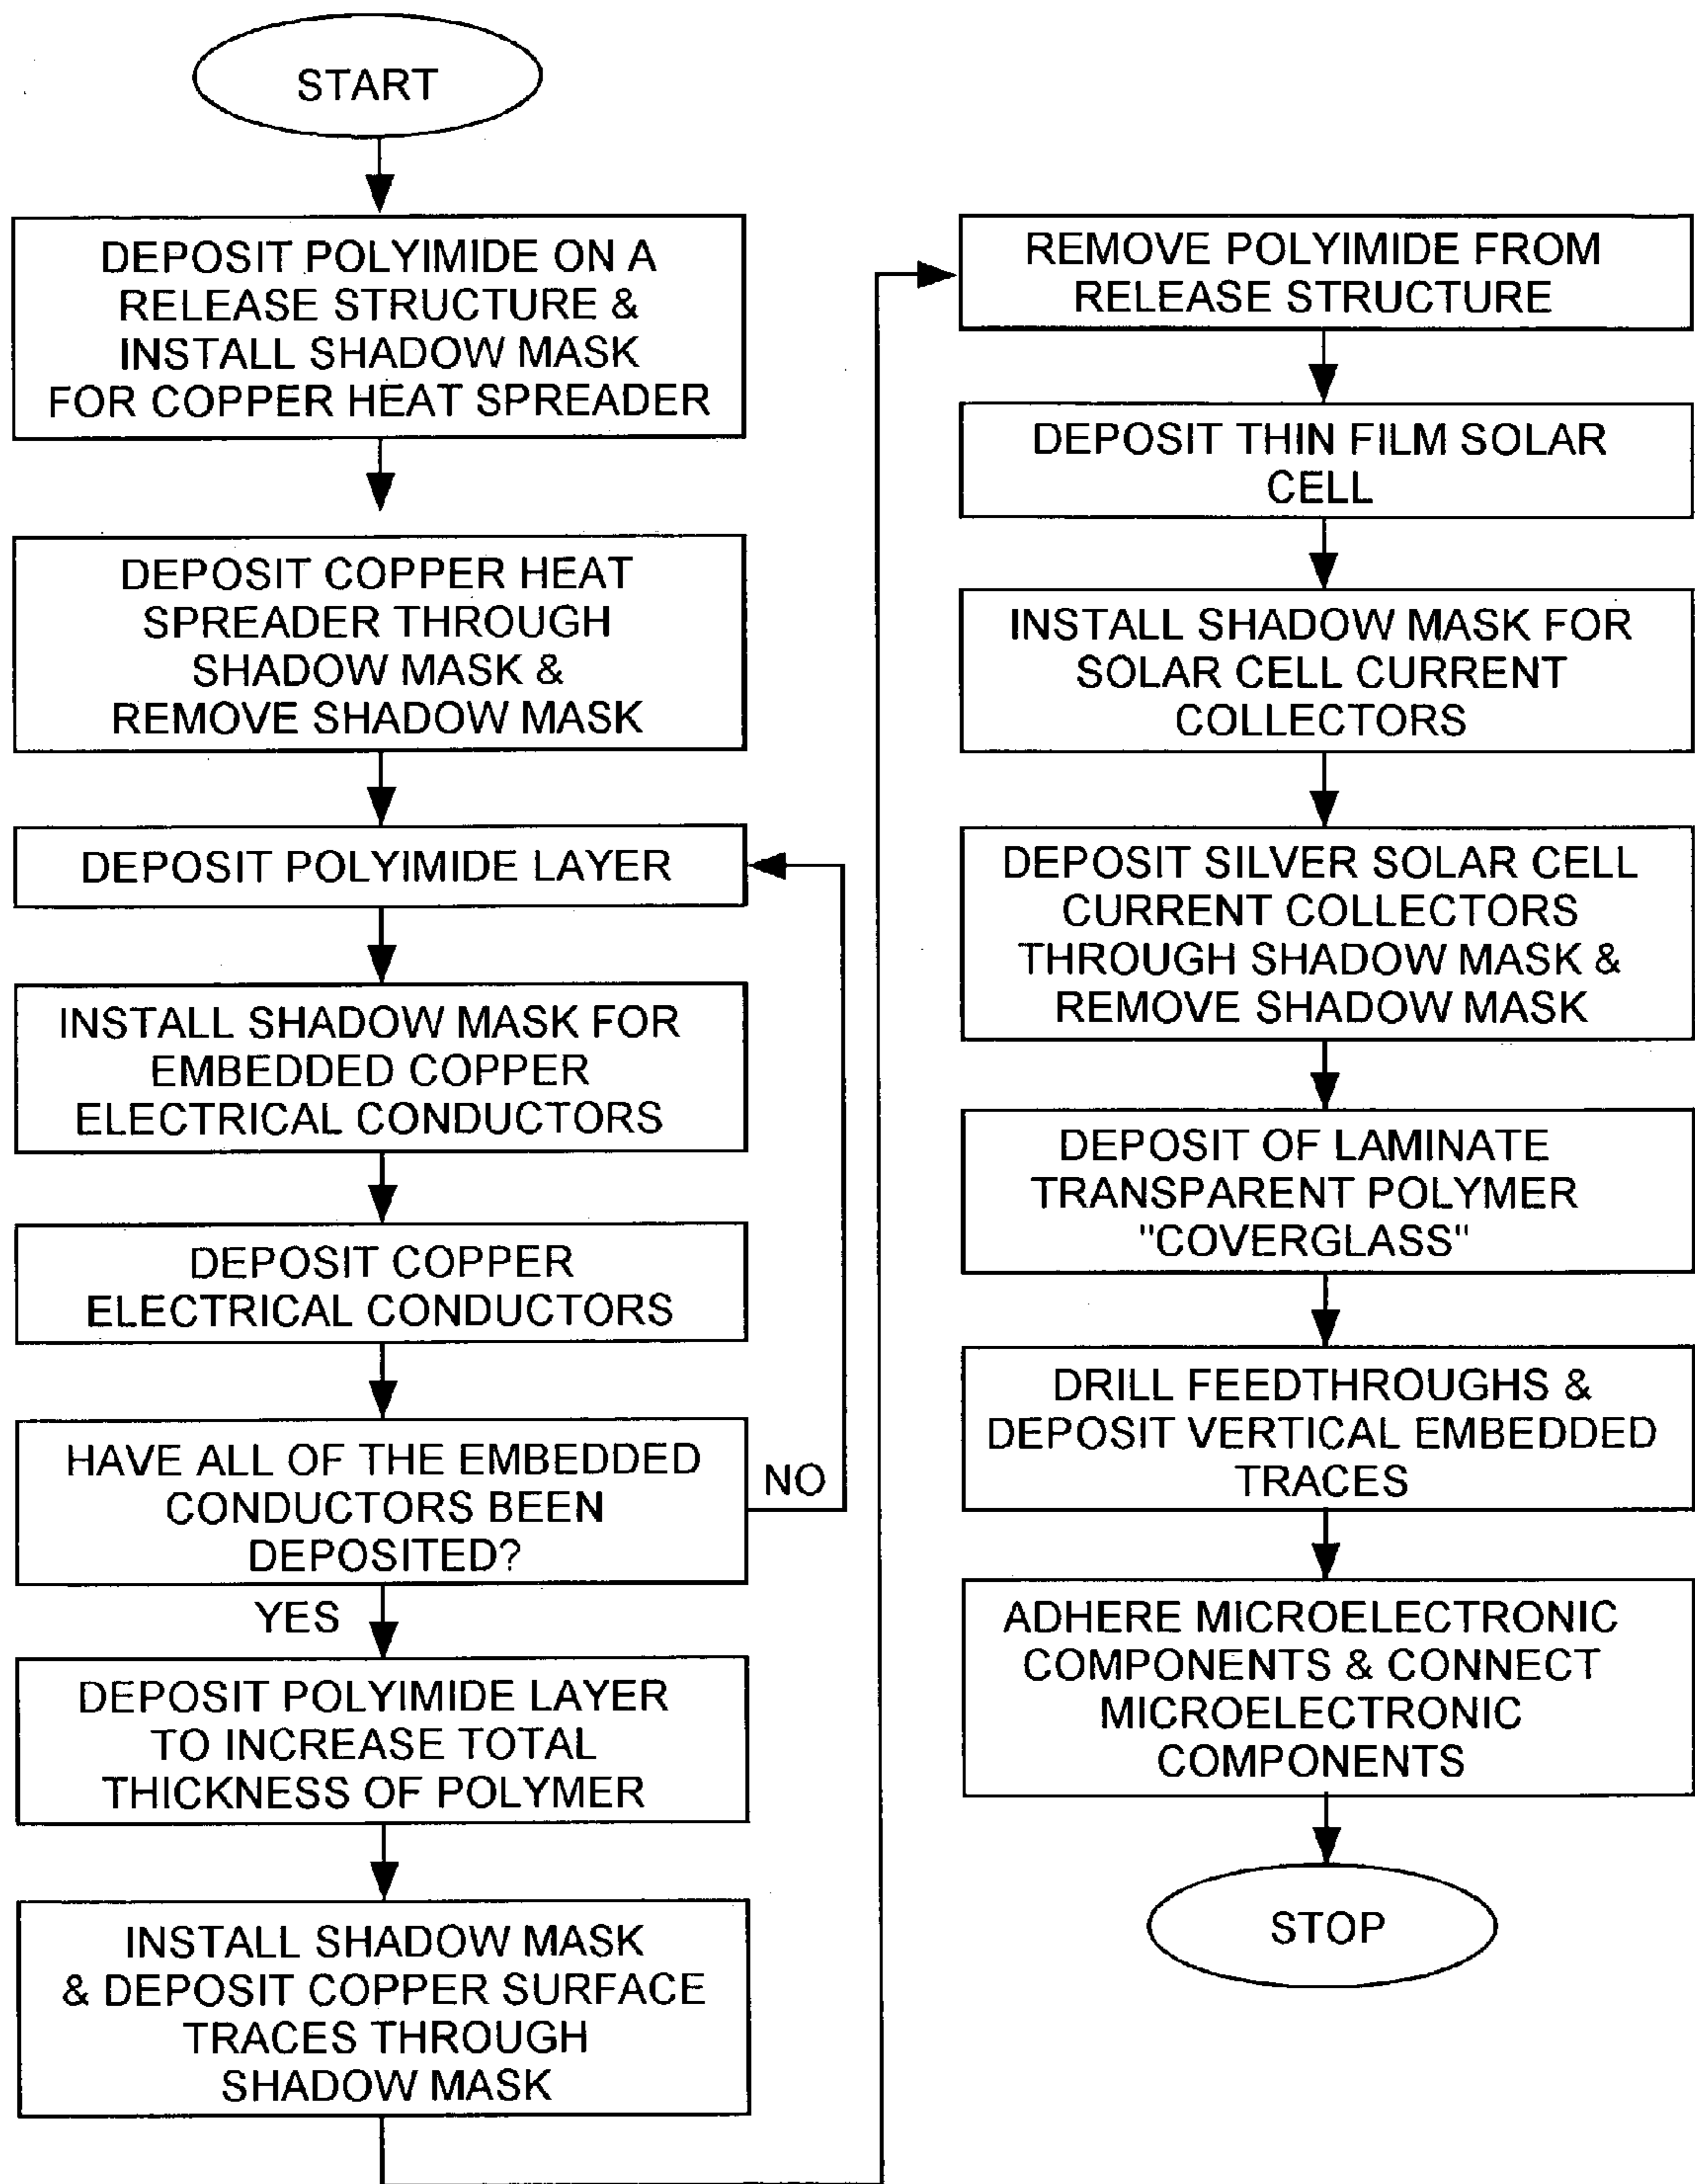 START
DEPOSIT POLYIMIDE ON A
RELEASE STRUCTURE &
INSTALL SHADOW MASK
FOR COPPER HEAT SPREADER
DEPOSIT COPPER HEAT
SPREADER THROUGH
SHADOW MASK &
REMOVE SHADOW MASK
DEPOSIT POLYIMIDE LAYER
INSTALL SHADOW MASK FOR
EMBEDDED COPPER
ELECTRICAL CONDUCTORS
DEPOSIT COPPER
ELECTRICAL CONDUCTORS
HAVE ALL OF THE EMBEDDED
CONDUCTORS BEEN
DEPOSITED?
NO
YES
DEPOSIT POLYIMIDE LAYER
TO INCREASE TOTAL
THICKNESS OF POLYMER
INSTALL SHADOW MASK
& DEPOSIT COPPER SURFACE
TRACES THROUGH
SHADOW MASK
REMOVE POLYIMIDE FROM
RELEASE STRUCTURE
DEPOSIT THIN FILM SOLAR
CELL
INSTALL SHADOW MASK FOR
SOLAR CELL CURRENT
COLLECTORS
DEPOSIT SILVER SOLAR CELL
CURRENT COLLECTORS
THROUGH SHADOW MASK &
REMOVE SHADOW MASK
DEPOSIT OF LAMINATE
TRANSPARENT POLYMER
"COVERGLASS"
DRILL FEEDTHROUGHS &
DEPOSIT VERTICAL EMBEDDED
TRACES
ADHERE MICROELECTRONIC
COMPONENTS & CONNECT
MICROELECTRONIC
COMPONENTS
STOP